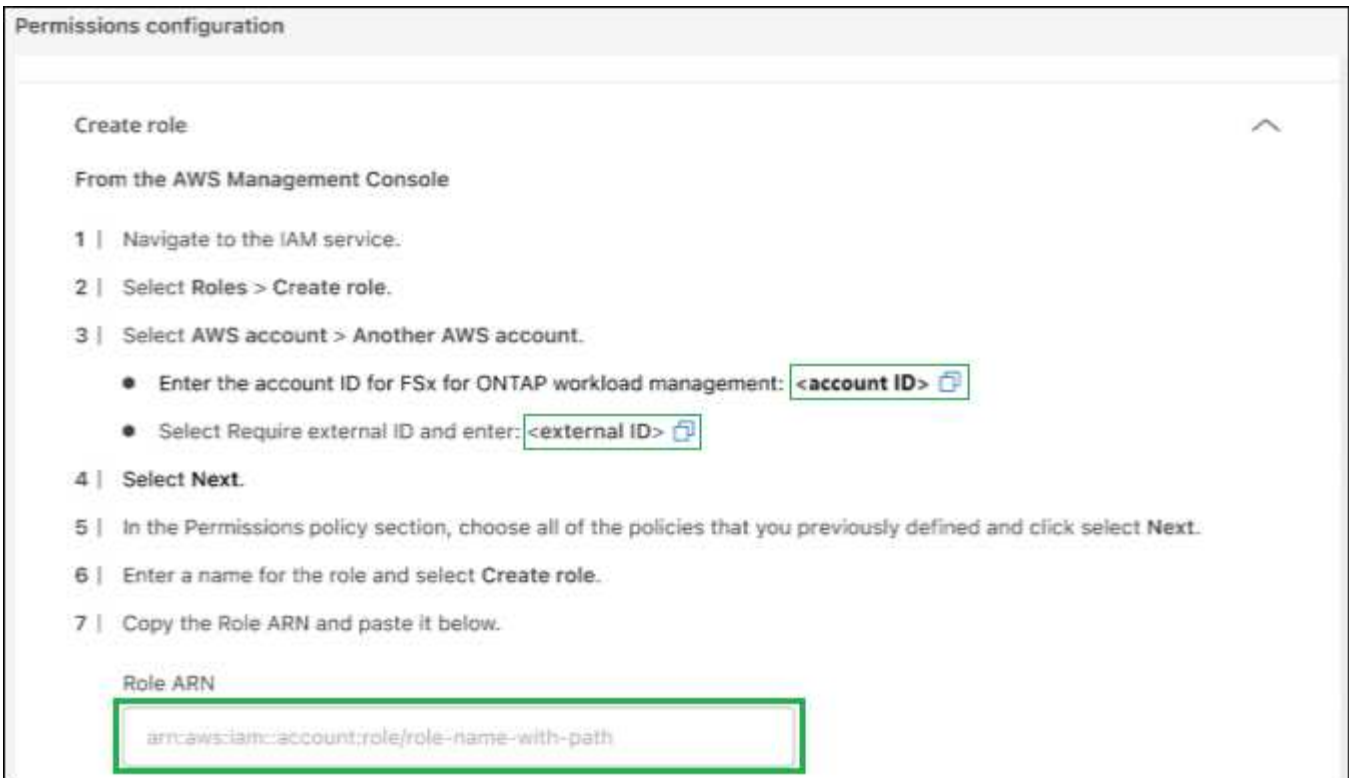 Permissions configuration
Create role
From the AWS Management Console
1 | Navigate to the IAM service.
2 | Select Roles > Create role.
3 | Select AWS account > Another AWS account.
• Enter the account ID for FSx for ONTAP workload management: <account ID>
• Select Require external ID and enter: <external ID>
4 | Select Next.
5 | In the Permissions policy section, choose all of the policies that you previously defined and click select Next.
6 | Enter a name for the role and select Create role.
7 | Copy the Role ARN and paste it below.
Role ARN
arn:aws:iam::account:role/role-name-with-path